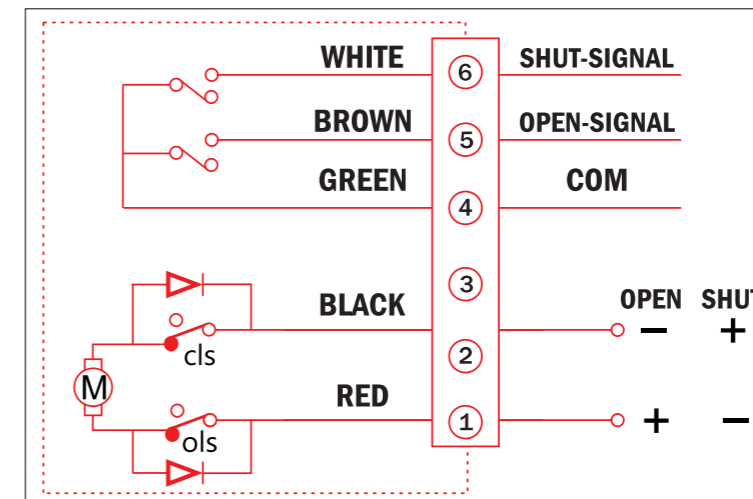 WHITE 6 SHUT-SIGNAL
BROWN 5 OPEN-SIGNAL
GREEN 4 COM
3
OPEN SHUT
BLACK − +
cls 2
M
RED 1 + −
ols